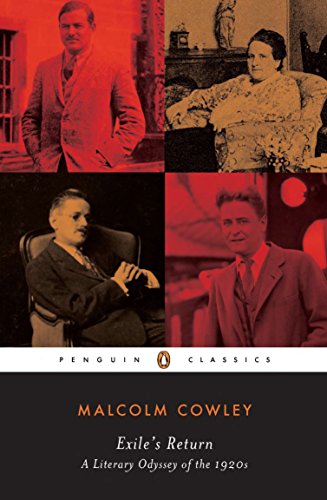 PENGUIN CLASSICS
MALCOLM COWLEY
Exile's Return
A Literary Odyssey of the 1920s